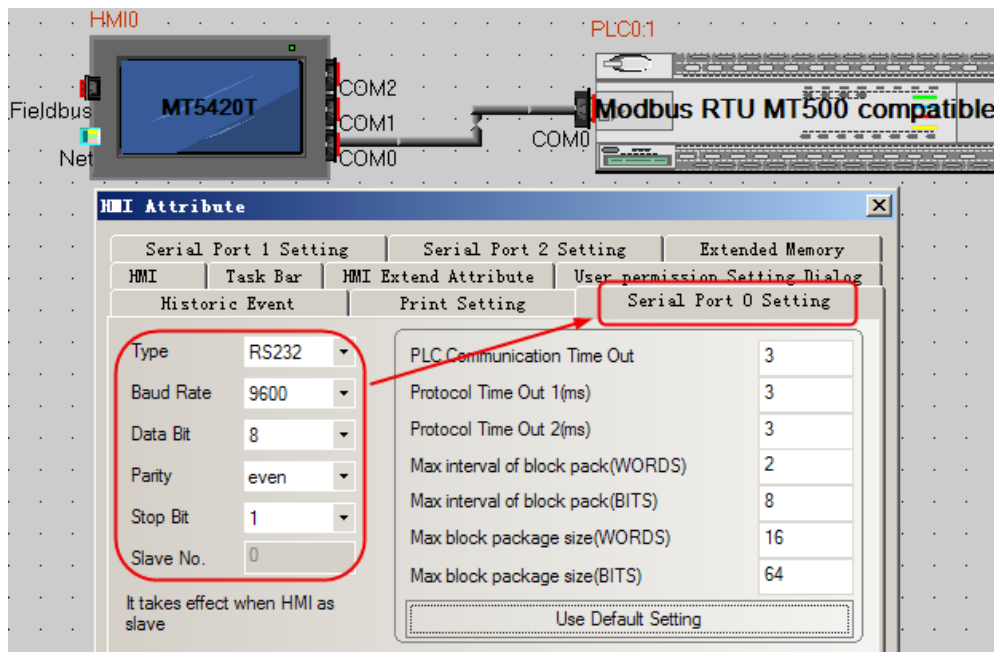 HMI0
PLC0:1
COM2
Fieldbus
MT5420T
Modbus RTU MT500 compatible
COM1
COM0
Net
COM0
HMI Attribute
Serial Port 1 Setting
Serial Port 2 Setting
Extended Memory
HMI
Task Bar
HMI Extend Attribute
User permission Setting Dialog
Historic Event
Print Setting
Serial Port 0 Setting
Type RS232
Baud Rate 9600
Data Bit 8
Parity even
Stop Bit 1
Slave No. 0
It takes effect when HMI as
slave
PLC Communication Time Out 3
Protocol Time Out 1(ms) 3
Protocol Time Out 2(ms) 3
Max interval of block pack(WORDS) 2
Max interval of block pack(BITS) 8
Max block package size(WORDS) 16
Max block package size(BITS) 64
Use Default Setting